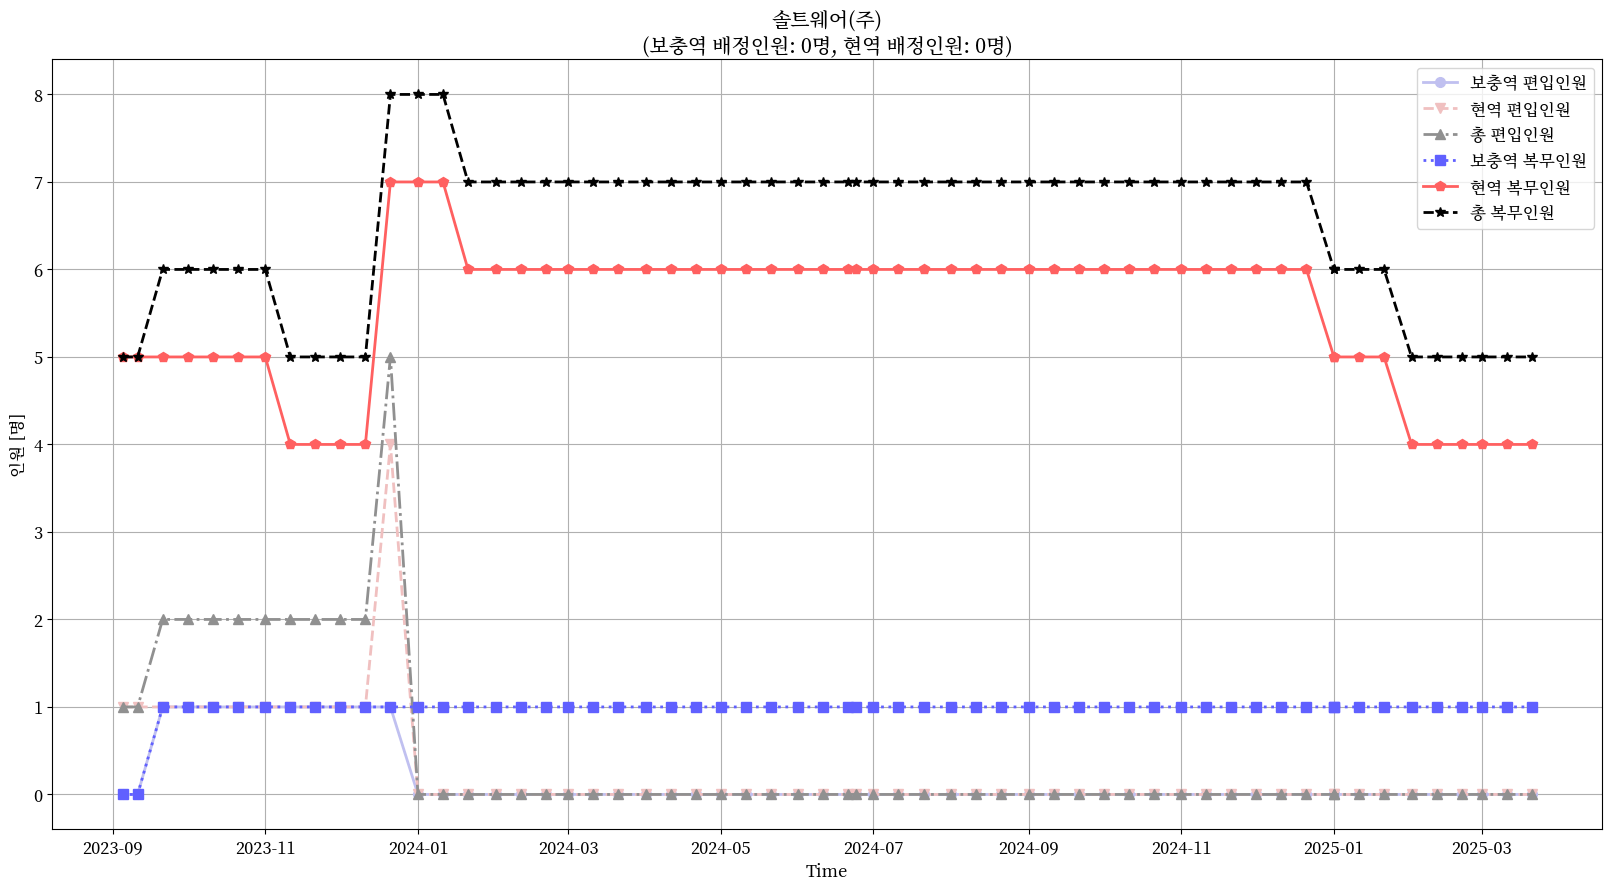 솔트웨어(주)
(보충역 배정인원: 0명, 현역 배정인원: 0명)
보충역 편입인원
현역 편입인원
총 편입인원
보충역 복무인원
현역 복무인원
총 복무인원
인원 [명]
8
7
6
5
4
3
2
1
0
2023-09 2023-11 2024-01 2024-03 2024-05 2024-07 2024-09 2024-11 2025-01 2025-03
Time